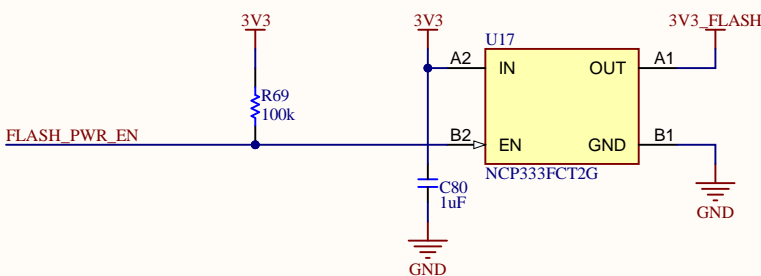 3V3
3V3
3V3_FLASH
U17
A2
IN
OUT
A1
R69
100k
FLASH_PWR_EN
B2
EN
GND
B1
NCP333FCT2G
C80
1uF
GND
GND